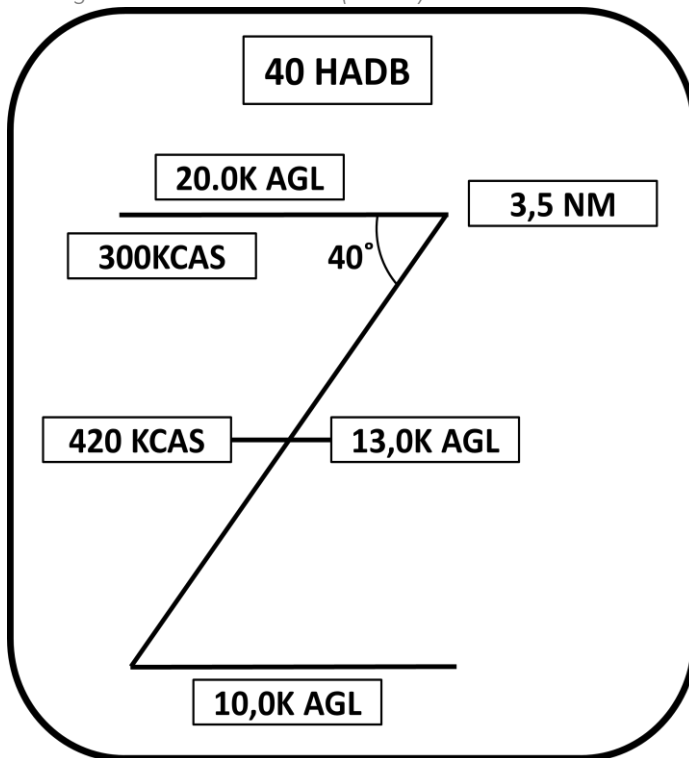 40 HADB
20.0K AGL
3,5 NM
300KCAS
40°
420 KCAS
13,0K AGL
10,0K AGL